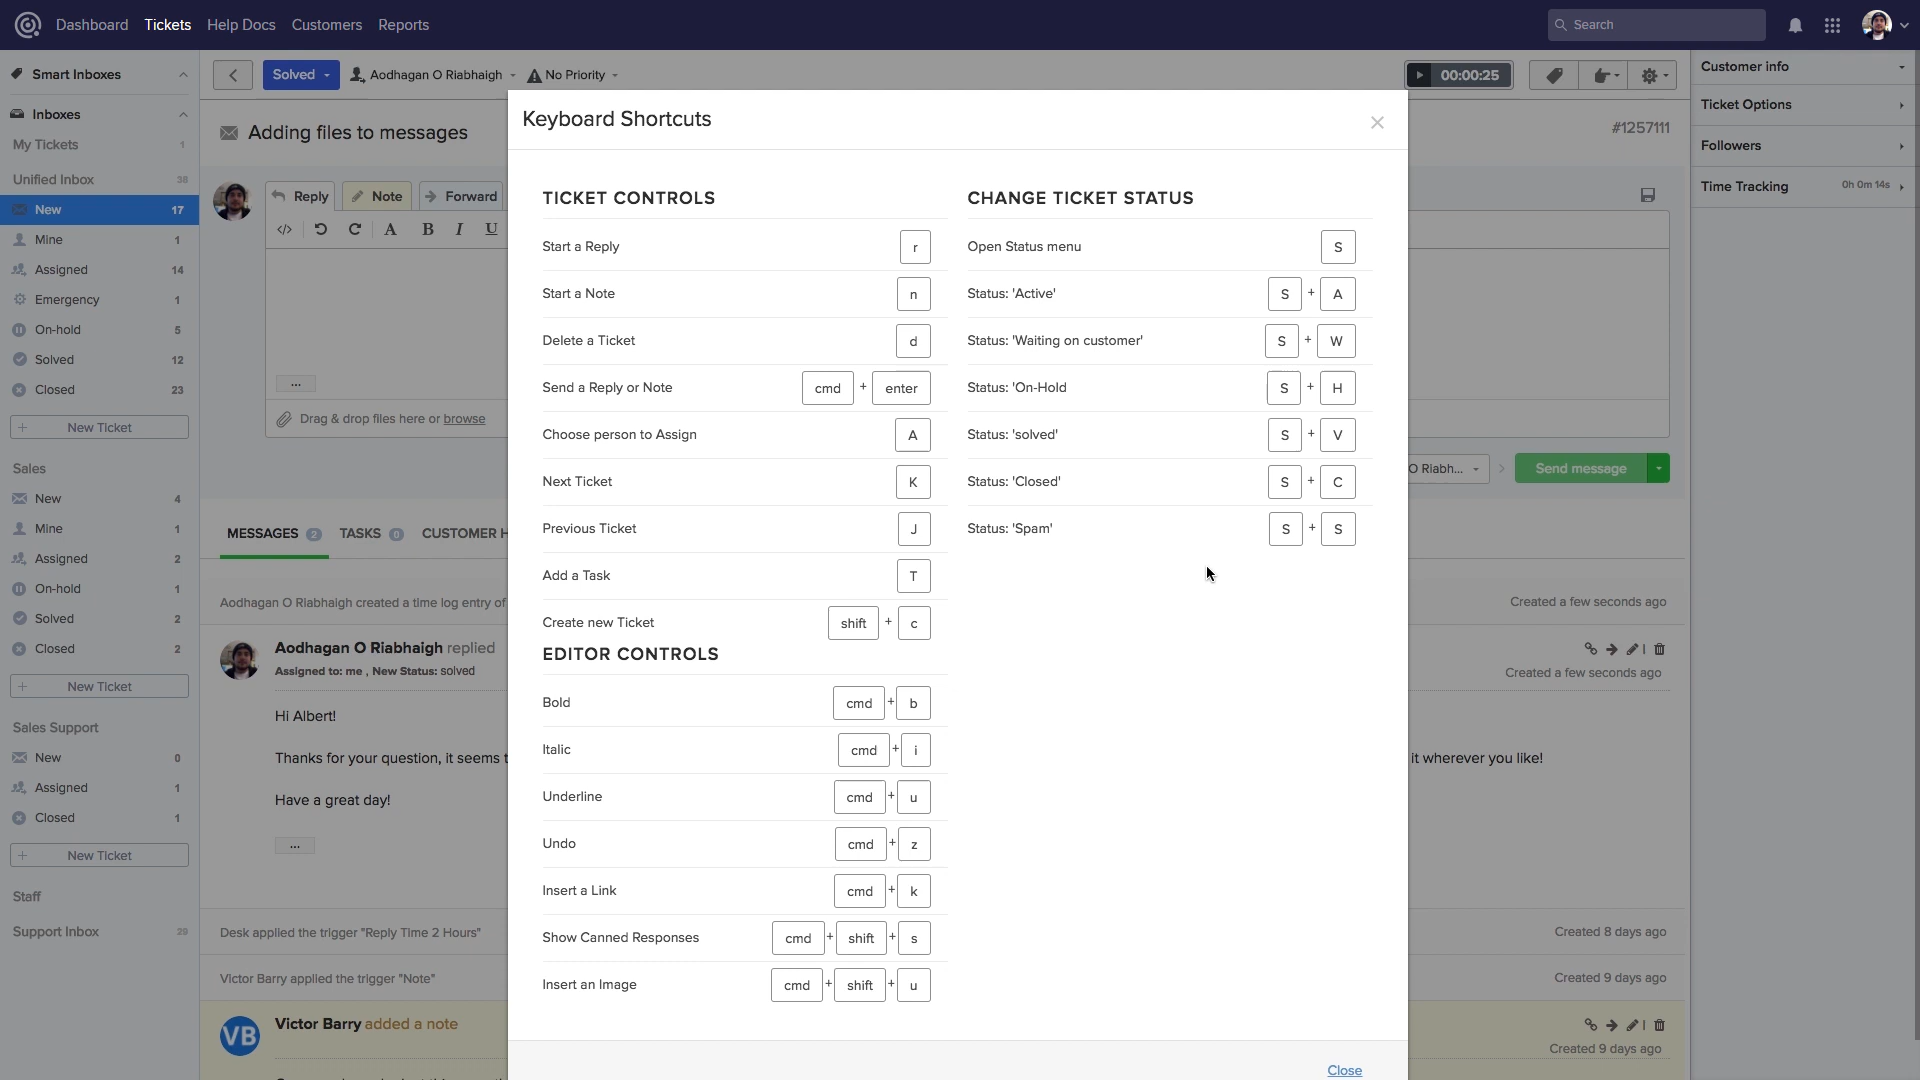 Dashboard Tickets Help Docs Customers Reports
Search
Smart Inboxes
Inboxes
My Tickets 1
Unified Inbox 38
New 17
Mine 1
Assigned 14
Emergency 1
On-hold 5
Solved 12
Closed 23
+ New Ticket
Sales
New 4
Mine 1
Assigned 2
On-hold 1
Solved 2
Closed 2
+ New Ticket
Sales Support
New 0
Assigned 1
Closed 1
+ New Ticket
Staff
Support Inbox 29
Solved Aodhagan O Riabhaigh No Priority
00:00:25
Adding files to messages
#1257111
Reply Note Forward
</> A B I U
...
Drag & drop files here or browse
O Riabh... Send message
MESSAGES 2 TASKS 0 CUSTOMER H
Aodhagan O Riabhaigh created a time log entry of
Created a few seconds ago
Aodhagan O Riabhaigh replied
Assigned to: me , New Status: solved
Created a few seconds ago
Hi Albert!
Thanks for your question, it seems t
it wherever you like!
Have a great day!
...
Desk applied the trigger "Reply Time 2 Hours"
Created 8 days ago
Victor Barry applied the trigger "Note"
Created 9 days ago
VB
Victor Barry added a note
Created 9 days ago
Keyboard Shortcuts
×
TICKET CONTROLS
Start a Reply r
Start a Note n
Delete a Ticket d
Send a Reply or Note cmd + enter
Choose person to Assign A
Next Ticket K
Previous Ticket J
Add a Task T
Create new Ticket shift + c
EDITOR CONTROLS
Bold cmd + b
Italic cmd + i
Underline cmd + u
Undo cmd + z
Insert a Link cmd + k
Show Canned Responses cmd + shift + s
Insert an Image cmd + shift + u
CHANGE TICKET STATUS
Open Status menu S
Status: 'Active' S + A
Status: 'Waiting on customer' S + W
Status: 'On-Hold S + H
Status: 'solved' S + V
Status: 'Closed' S + C
Status: 'Spam' S + S
Close
Customer info
Ticket Options
Followers
Time Tracking 0h 0m 14s